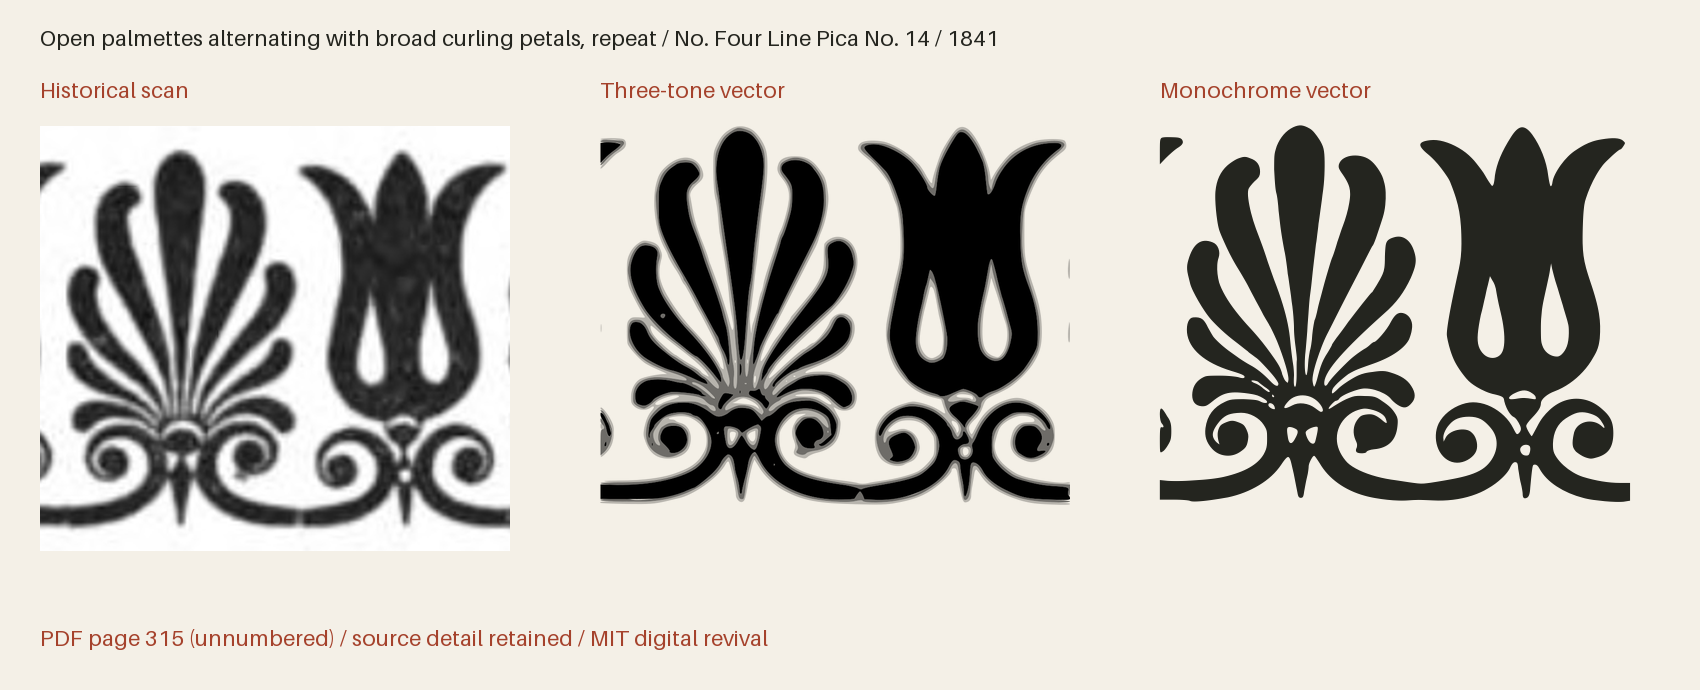 Open palmettes alternating with broad curling petals, repeat / No. Four Line Pica No. 14 / 1841
Historical scan
Three-tone vector
Monochrome vector
PDF page 315 (unnumbered) / source detail retained / MIT digital revival